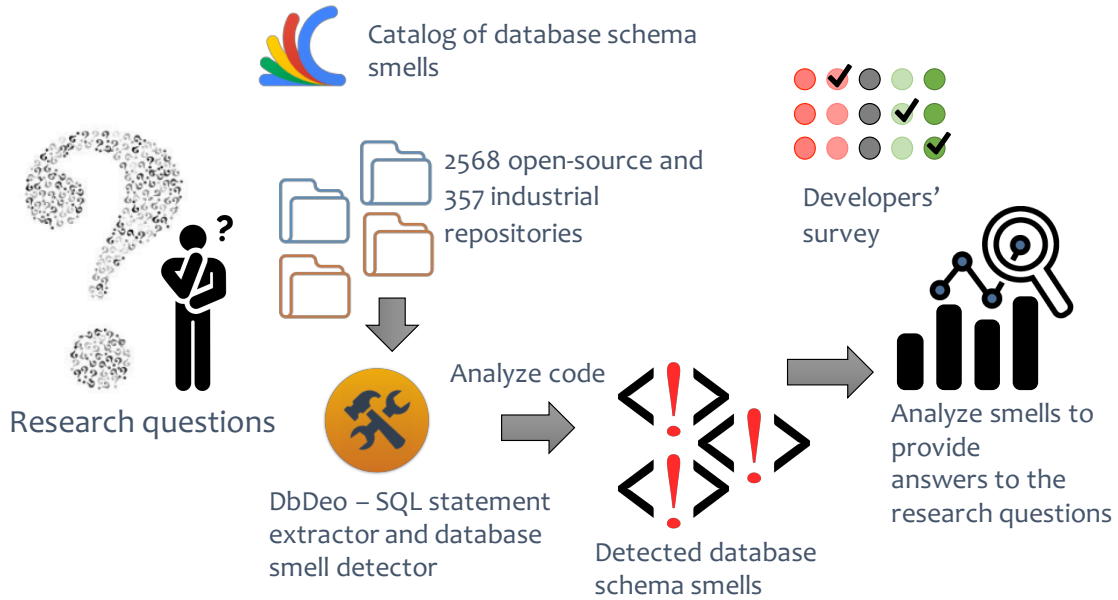 Catalog of database schema
smells
2568 open-source and
357 industrial
repositories
Developers'
survey
?
Research questions
Analyze code
DbDeo – SQL statement
extractor and database
smell detector
<!>
<!>
<!>
Detected database
schema smells
Analyze smells to
provide
answers to the
research questions